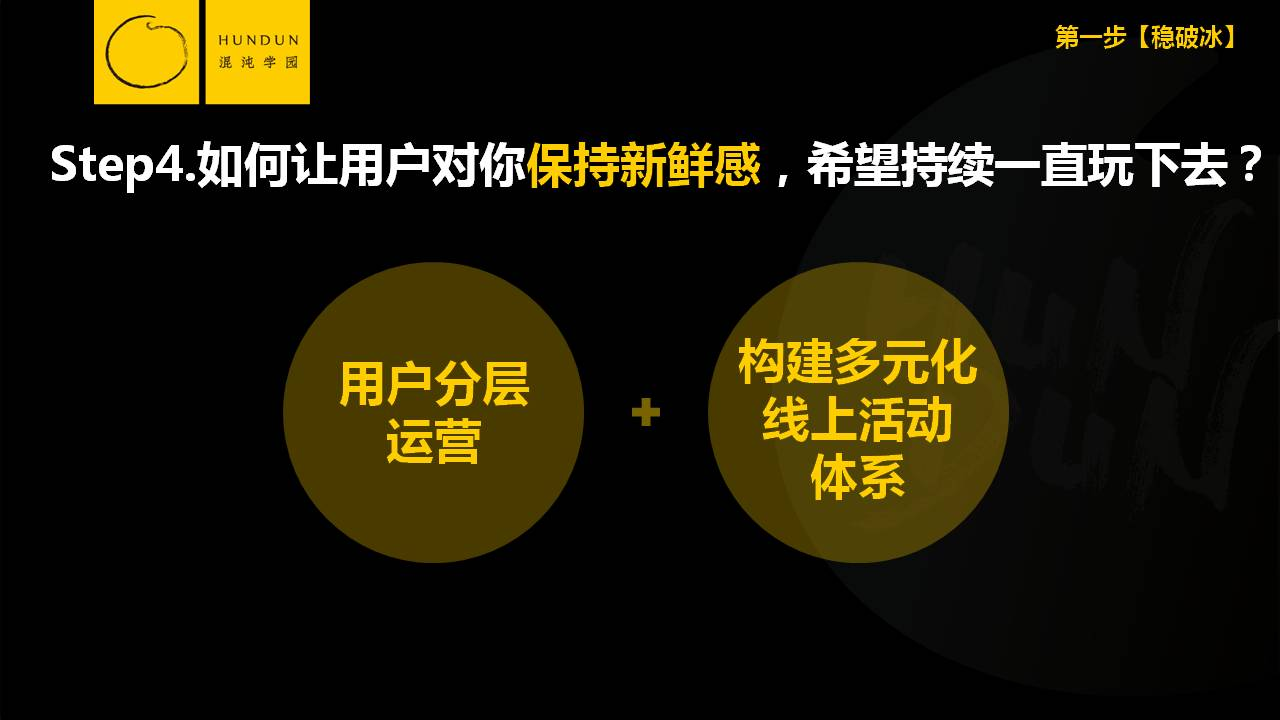 HUNDUN
混沌学园
第一步【稳破冰】
Step4.如何让用户对你保持新鲜感，希望持续一直玩下去？
用户分层
运营
+
构建多元化
线上活动
体系
HUN
DUN